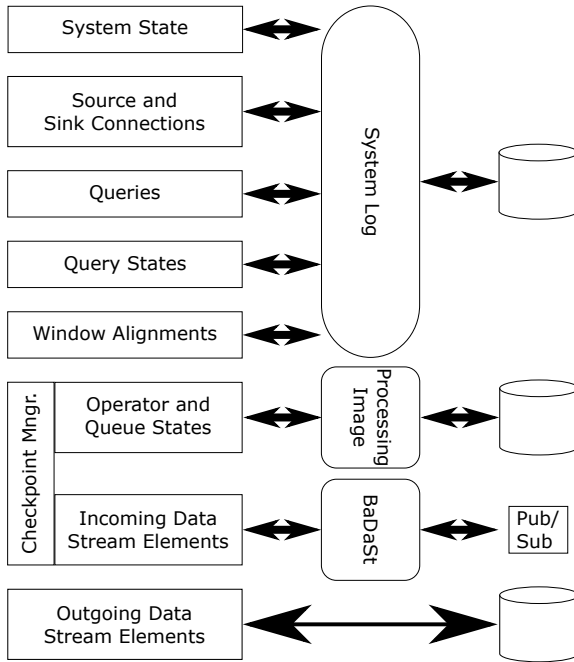 System State
Source and
Sink Connections
Queries
Query States
Window Alignments
System Log
Checkpoint Mngr.
Operator and
Queue States
Processing
Image
Incoming Data
Stream Elements
BaDaSt
Pub/
Sub
Outgoing Data
Stream Elements